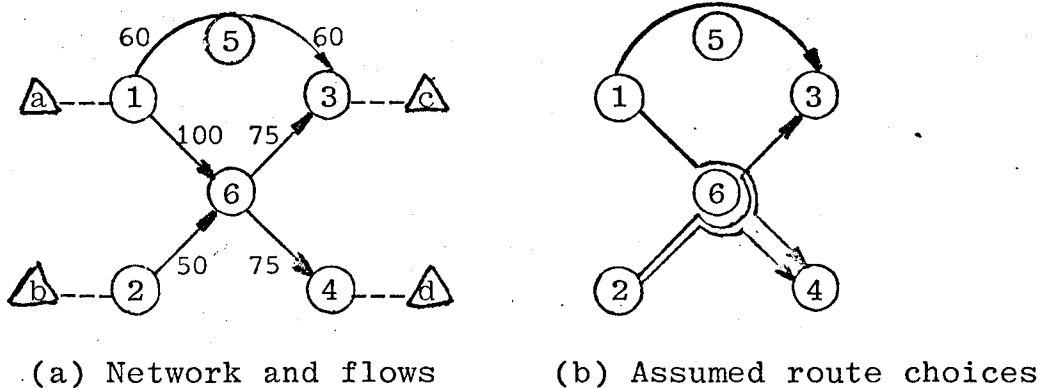 60 5 60
a 1 3 c
100 75
6
50 75
b 2 4 d
(a) Network and flows
5
1 3
6
2 4
(b) Assumed route choices